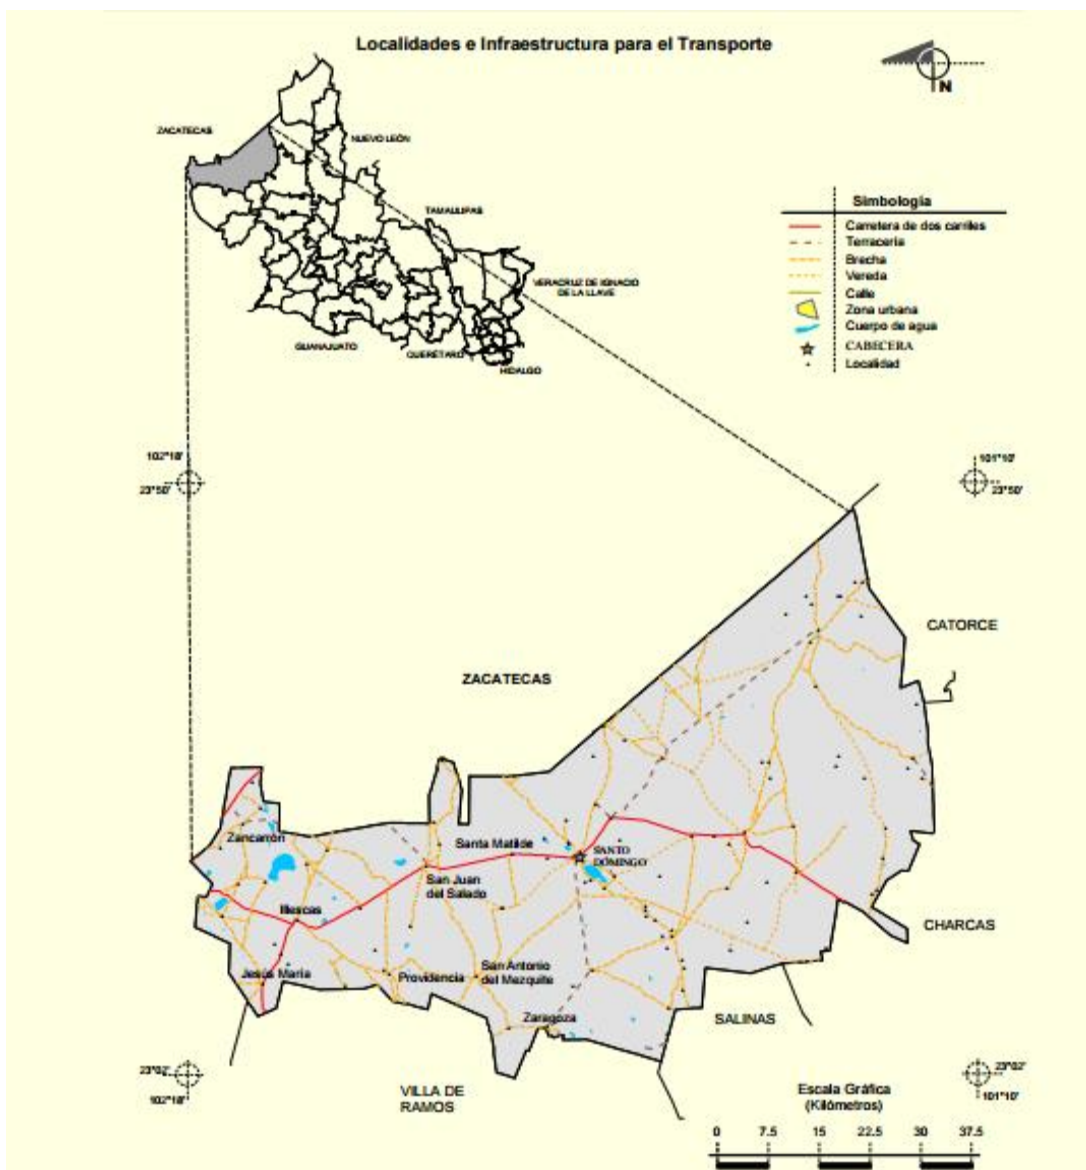 Localidades e Infraestructura para el Transporte
N
ZACATECAS
NUEVO LEÓN
TAMAULIPAS
VERACRUZ DE IGNACIO
DE LA LLAVE
GUANAJUATO
QUERÉTARO
HIDALGO
Simbología
Carretera de dos carriles
Terracería
Brecha
Vereda
Calle
Zona urbana
Cuerpo de agua
CABECERA
Localidad
102°18'
23°50'
101°10'
23°50'
CATORCE
ZACATECAS
Zancarrón
Santa Matilde
SANTO
DOMINGO
San Juan
del Salado
Illescas
CHARCAS
Jesús María
Providencia
San Antonio
del Mezquite
Zaragoza
SALINAS
VILLA DE
RAMOS
23°02'
102°18'
23°02'
101°10'
Escala Gráfica
(Kilómetros)
0 7.5 15 22.5 30 37.5